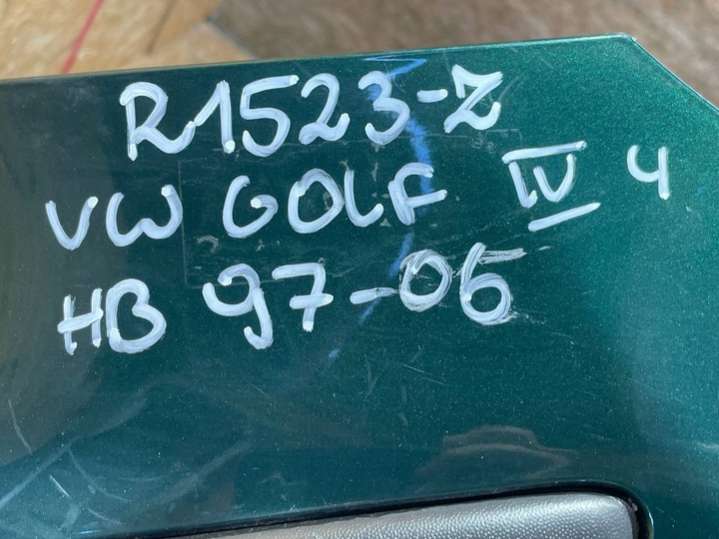 R1523-Z
VW GOLF IV 4
HB 97-06